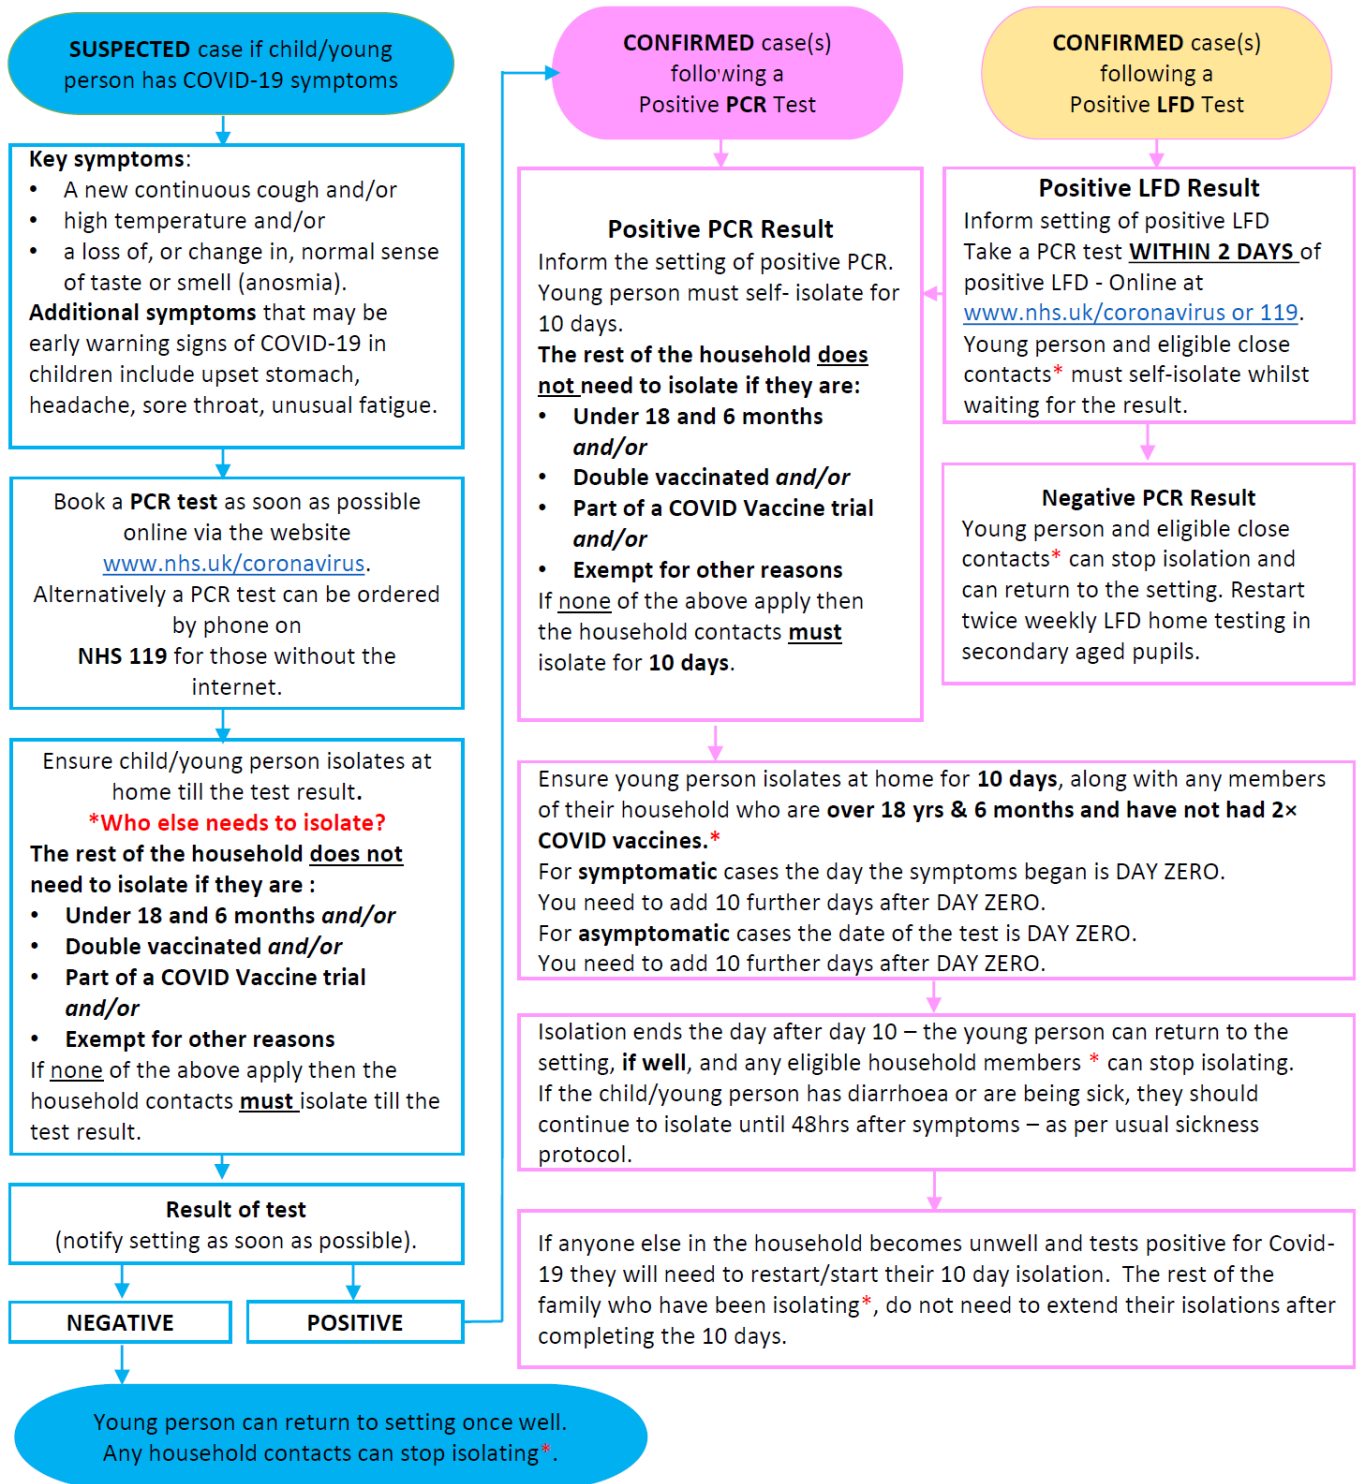 SUSPECTED case if child/young
person has COVID-19 symptoms
Key symptoms:
• A new continuous cough and/or
• high temperature and/or
• a loss of, or change in, normal sense
of taste or smell (anosmia).
Additional symptoms that may be
early warning signs of COVID-19 in
children include upset stomach,
headache, sore throat, unusual fatigue.
Book a PCR test as soon as possible
online via the website
www.nhs.uk/coronavirus.
Alternatively a PCR test can be ordered
by phone on
NHS 119 for those without the
internet.
Ensure child/young person isolates at
home till the test result.
*Who else needs to isolate?
The rest of the household does not
need to isolate if they are :
• Under 18 and 6 months and/or
• Double vaccinated and/or
• Part of a COVID Vaccine trial
and/or
• Exempt for other reasons
If none of the above apply then the
household contacts must isolate till the
test result.
Result of test
(notify setting as soon as possible).
NEGATIVE
POSITIVE
Young person can return to setting once well.
Any household contacts can stop isolating*.
CONFIRMED case(s)
following a
Positive PCR Test
Positive PCR Result
Inform the setting of positive PCR.
Young person must self- isolate for
10 days.
The rest of the household does
not need to isolate if they are:
• Under 18 and 6 months
and/or
• Double vaccinated and/or
• Part of a COVID Vaccine trial
and/or
• Exempt for other reasons
If none of the above apply then
the household contacts must
isolate for 10 days.
CONFIRMED case(s)
following a
Positive LFD Test
Positive LFD Result
Inform setting of positive LFD
Take a PCR test WITHIN 2 DAYS of
positive LFD - Online at
www.nhs.uk/coronavirus or 119.
Young person and eligible close
contacts* must self-isolate whilst
waiting for the result.
Negative PCR Result
Young person and eligible close
contacts* can stop isolation and
can return to the setting. Restart
twice weekly LFD home testing in
secondary aged pupils.
Ensure young person isolates at home for 10 days, along with any members
of their household who are over 18 yrs & 6 months and have not had 2×
COVID vaccines.*
For symptomatic cases the day the symptoms began is DAY ZERO.
You need to add 10 further days after DAY ZERO.
For asymptomatic cases the date of the test is DAY ZERO.
You need to add 10 further days after DAY ZERO.
Isolation ends the day after day 10 – the young person can return to the
setting, if well, and any eligible household members * can stop isolating.
If the child/young person has diarrhoea or are being sick, they should
continue to isolate until 48hrs after symptoms – as per usual sickness
protocol.
If anyone else in the household becomes unwell and tests positive for Covid-
19 they will need to restart/start their 10 day isolation. The rest of the
family who have been isolating*, do not need to extend their isolations after
completing the 10 days.